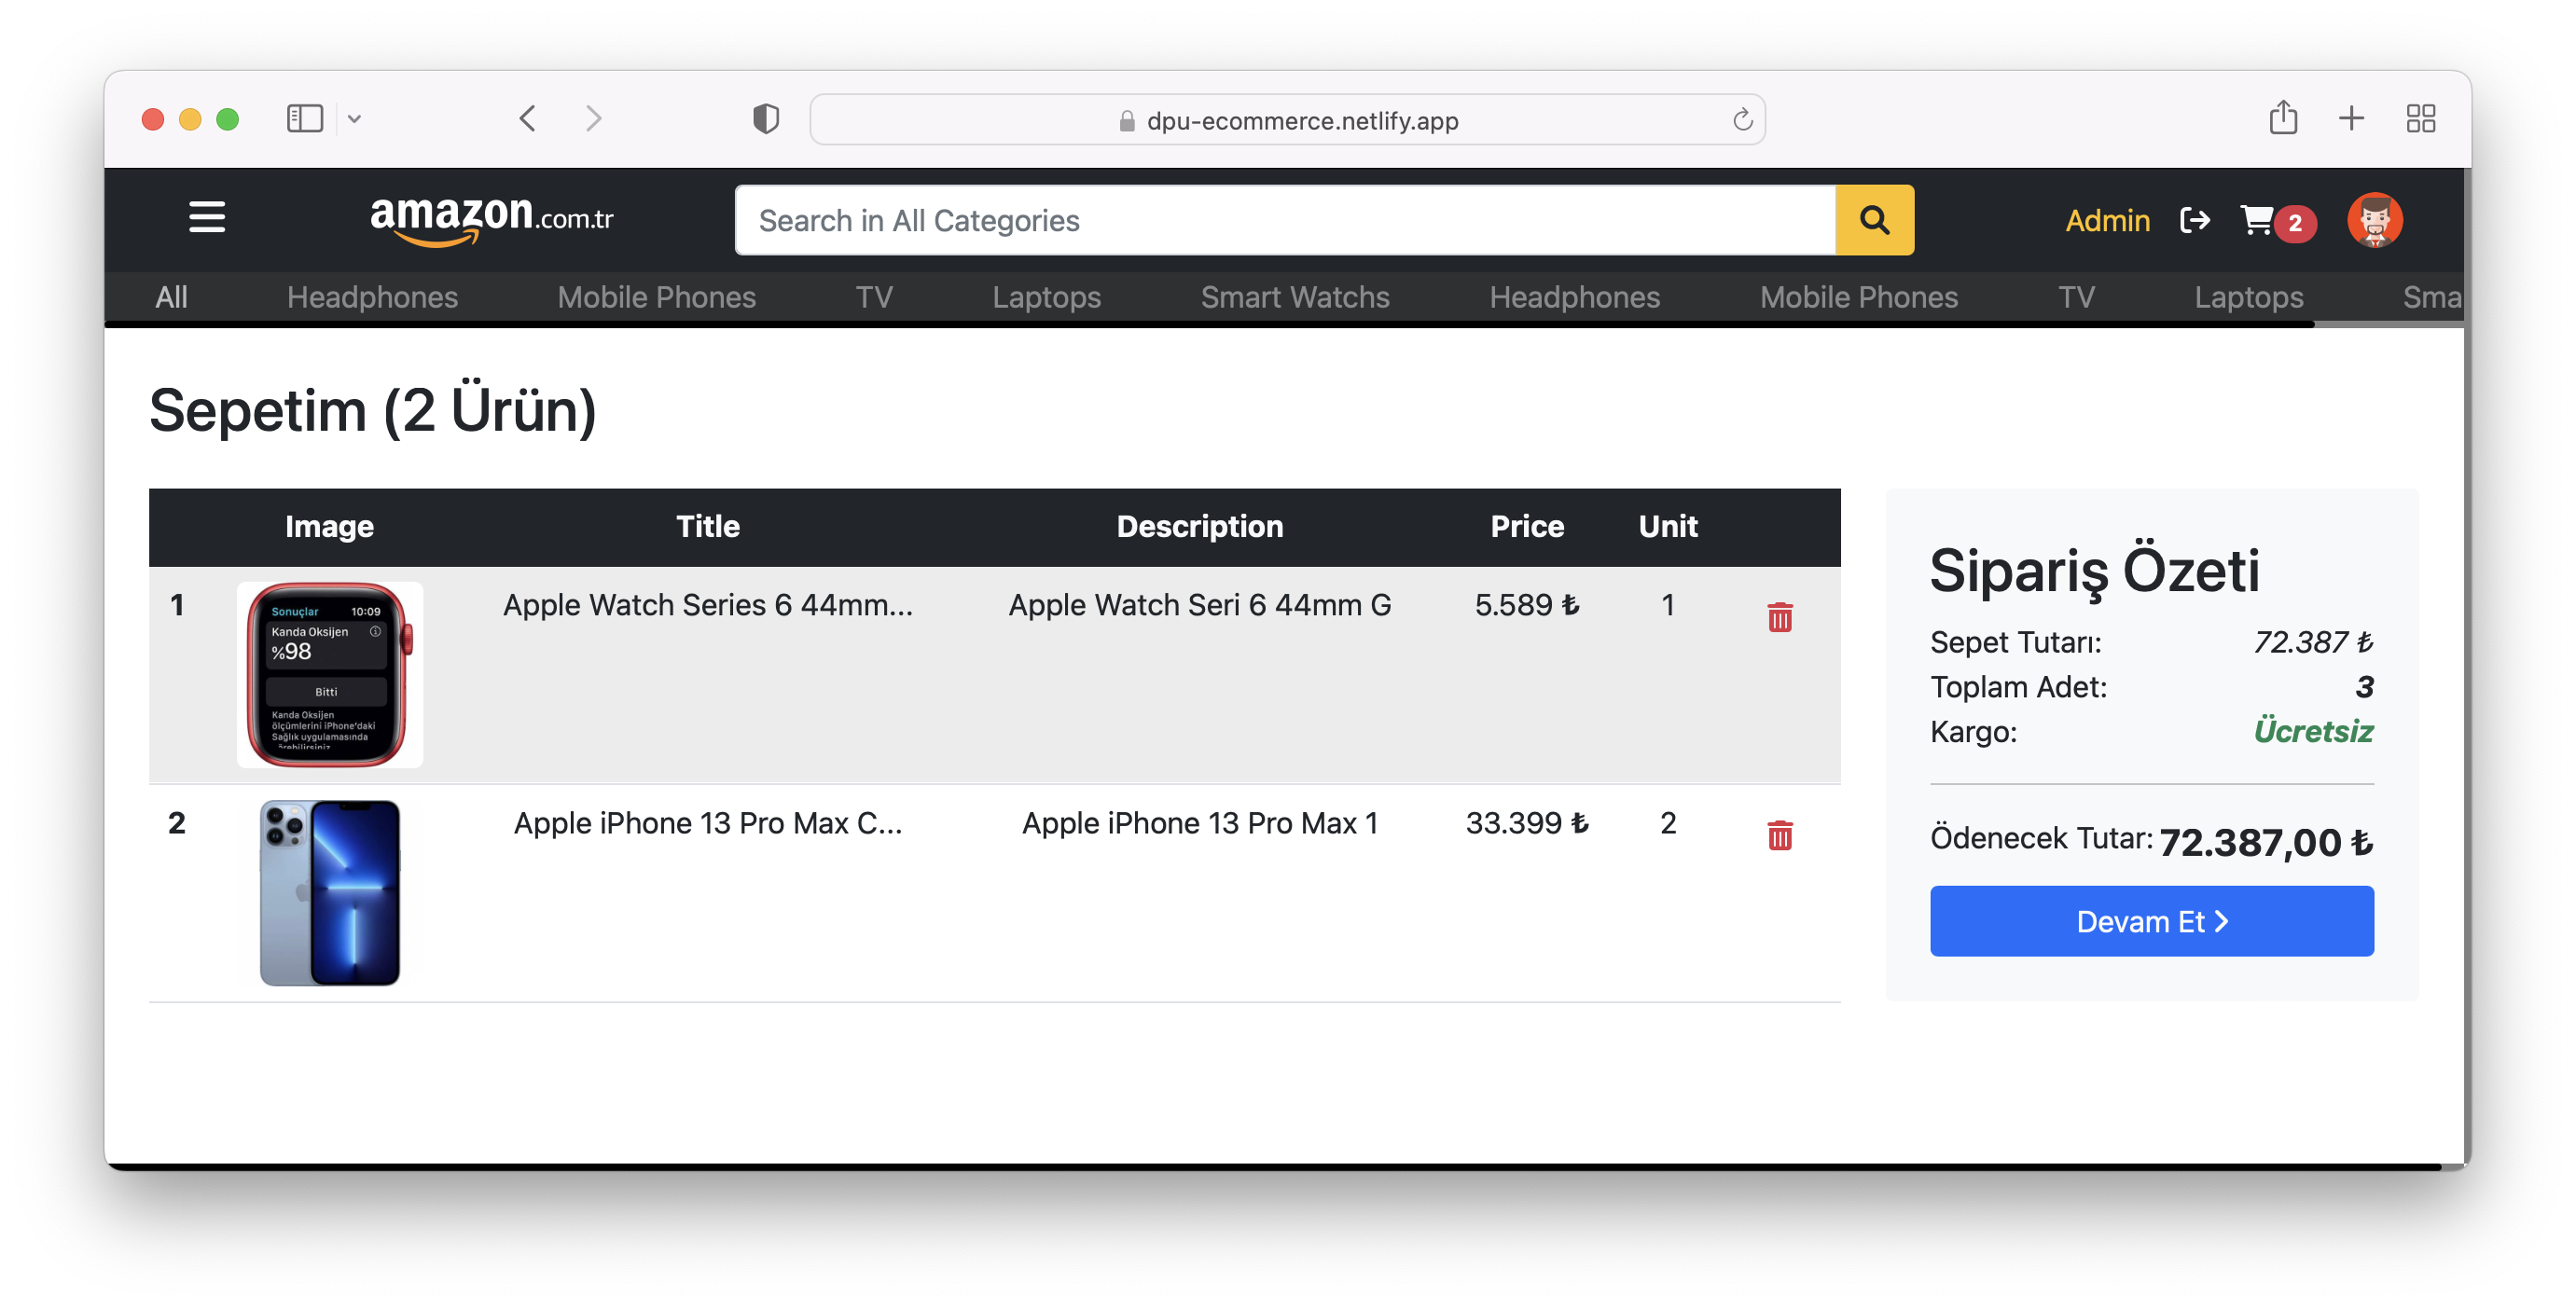 dpu-ecommerce.netlify.app
amazon.com.tr
Search in All Categories
Admin
2
All Headphones Mobile Phones TV Laptops Smart Watchs Headphones Mobile Phones TV Laptops Sma
Sepetim (2 Ürün)
Image Title Description Price Unit
1 Apple Watch Series 6 44mm... Apple Watch Seri 6 44mm G 5.589 ₺ 1
Sonuçlar 10:09
Kanda Oksijen
%98
Bitti
Kanda Oksijen
ölçümlerini iPhone'daki
Sağlık uygulamasında
2 Apple iPhone 13 Pro Max C... Apple iPhone 13 Pro Max 1 33.399 ₺ 2
Sipariş Özeti
Sepet Tutarı: 72.387 ₺
Toplam Adet: 3
Kargo: Ücretsiz
Ödenecek Tutar: 72.387,00 ₺
Devam Et